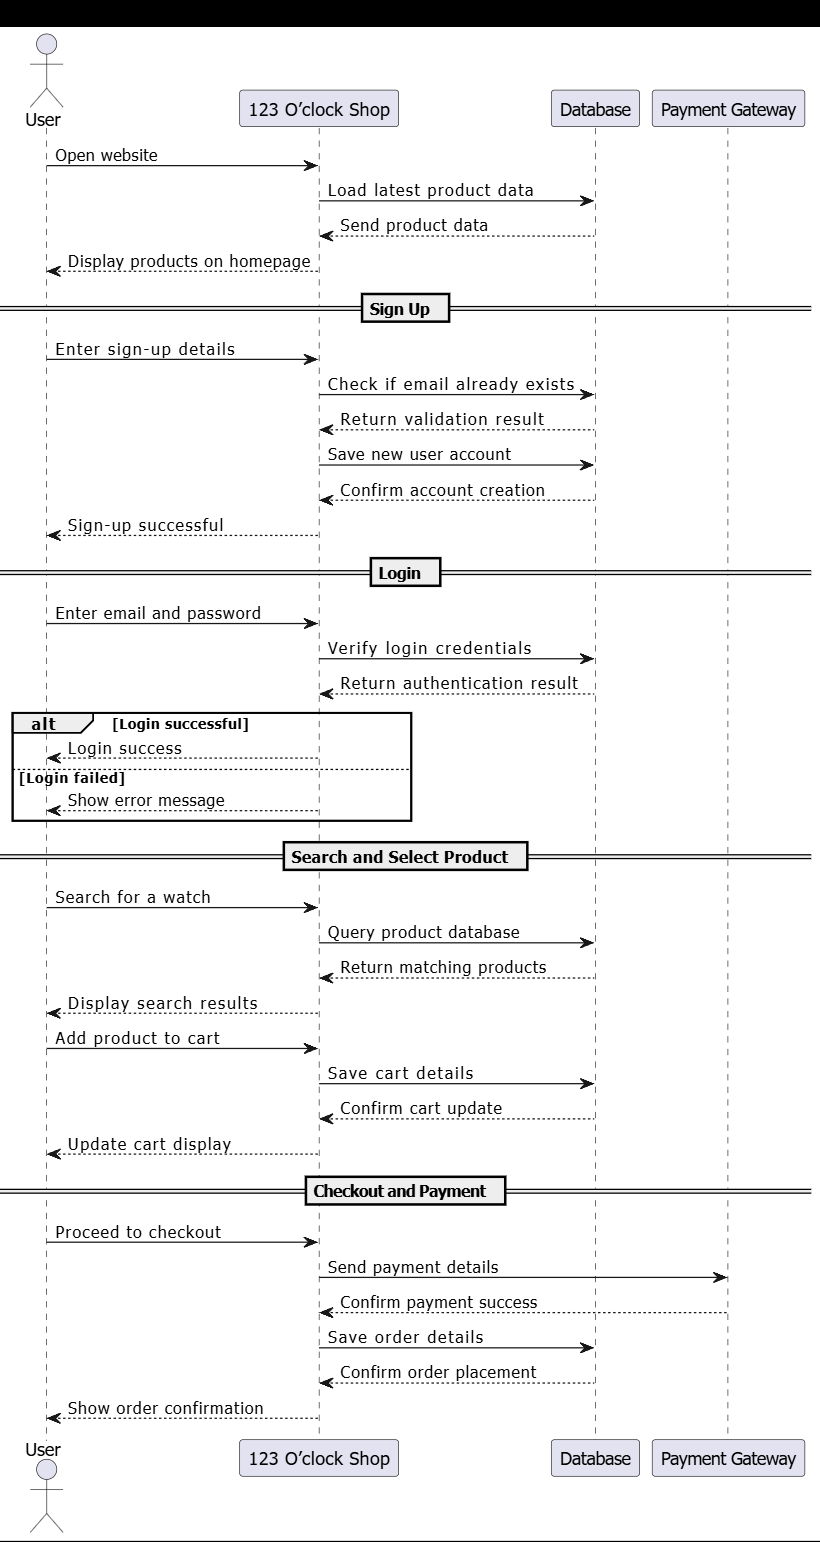 User
123 O’clock Shop
Database
Payment Gateway
Open website
Load latest product data
Send product data
Display products on homepage
Sign Up
Enter sign-up details
Check if email already exists
Return validation result
Save new user account
Confirm account creation
Sign-up successful
Login
Enter email and password
Verify login credentials
Return authentication result
alt [Login successful]
Login success
[Login failed]
Show error message
Search and Select Product
Search for a watch
Query product database
Return matching products
Display search results
Add product to cart
Save cart details
Confirm cart update
Update cart display
Checkout and Payment
Proceed to checkout
Send payment details
Confirm payment success
Save order details
Confirm order placement
Show order confirmation
User
123 O’clock Shop
Database
Payment Gateway